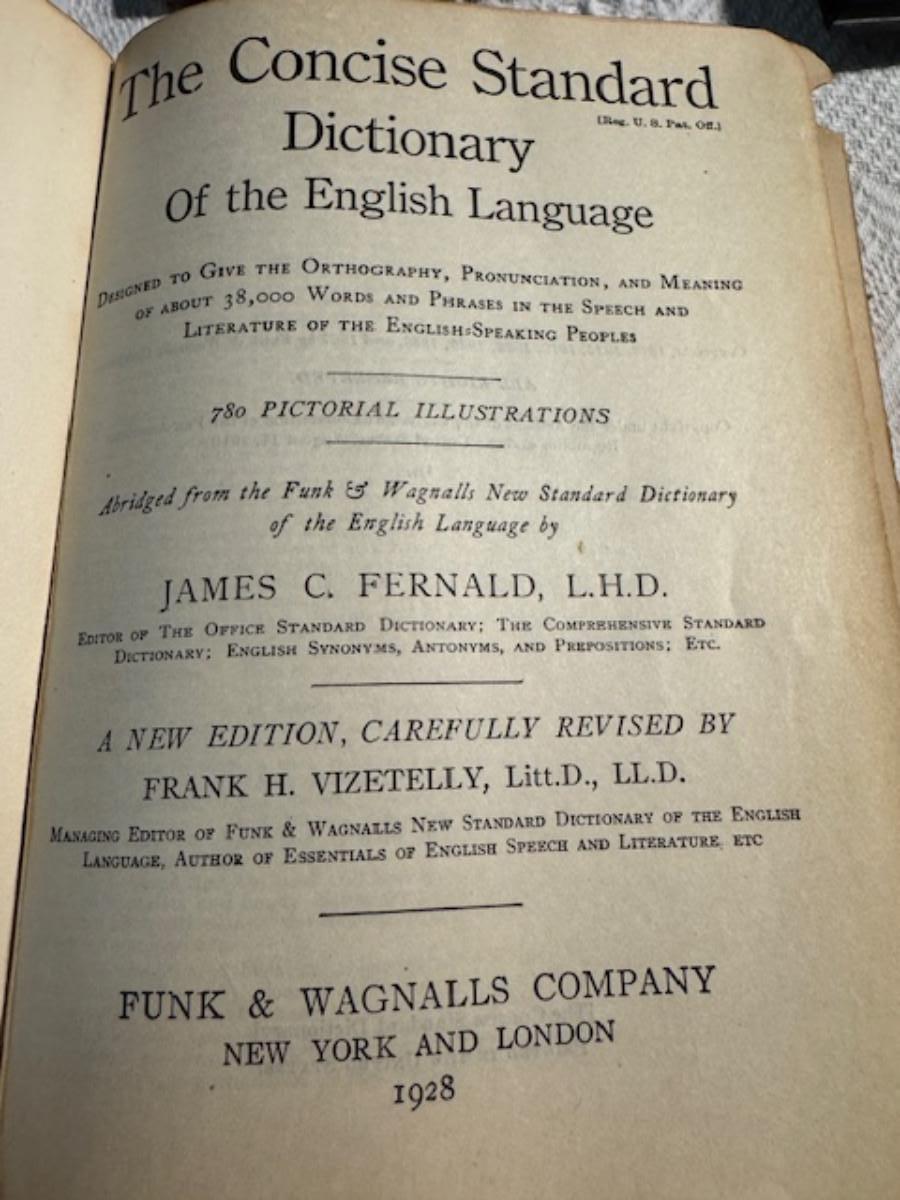 The Concise Standard
Dictionary
[Reg. U. S. Pat. Off.]
Of the English Language
Designed to Give the Orthography, Pronunciation, and Meaning
of about 38,000 Words and Phrases in the Speech and
Literature of the English=Speaking Peoples
780 PICTORIAL ILLUSTRATIONS
Abridged from the Funk & Wagnalls New Standard Dictionary
of the English Language by
JAMES C. FERNALD, L.H.D.
Editor of The Office Standard Dictionary; The Comprehensive Standard
Dictionary; English Synonyms, Antonyms, and Prepositions; Etc.
A NEW EDITION, CAREFULLY REVISED BY
FRANK H. VIZETELLY, Litt.D., LL.D.
Managing Editor of Funk & Wagnalls New Standard Dictionary of the English
Language, Author of Essentials of English Speech and Literature, etc
FUNK & WAGNALLS COMPANY
NEW YORK AND LONDON
1928